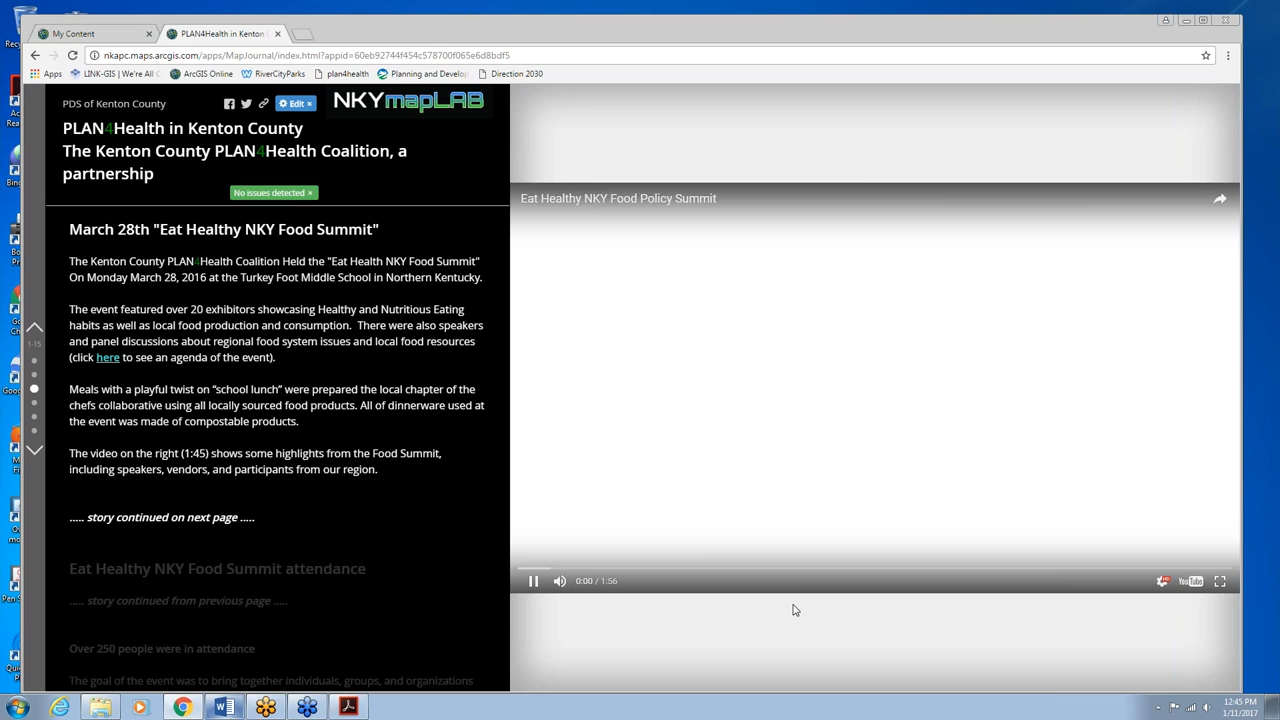 My Content
PLAN4Health in Kenton
nkapc.maps.arcgis.com/apps/MapJournal/index.html?appid=60eb92744f454c578700f065e6d8bdf5
Apps LINK-GIS | We're All C ArcGIS Online RiverCityParks plan4health Planning and Develop Direction 2030
PDS of Kenton County
Edit
NKYmapLAB
PLAN4Health in Kenton County
The Kenton County PLAN4Health Coalition, a
partnership
No issues detected ×
March 28th "Eat Healthy NKY Food Summit"
The Kenton County PLAN4Health Coalition Held the "Eat Health NKY Food Summit"
On Monday March 28, 2016 at the Turkey Foot Middle School in Northern Kentucky.
The event featured over 20 exhibitors showcasing Healthy and Nutritious Eating
habits as well as local food production and consumption. There were also speakers
and panel discussions about regional food system issues and local food resources
(click here to see an agenda of the event).
Meals with a playful twist on “school lunch” were prepared the local chapter of the
chefs collaborative using all locally sourced food products. All of dinnerware used at
the event was made of compostable products.
The video on the right (1:45) shows some highlights from the Food Summit,
including speakers, vendors, and participants from our region.
..... story continued on next page .....
Eat Healthy NKY Food Summit attendance
..... story continued from previous page .....
Over 250 people were in attendance
The goal of the event was to bring together individuals, groups, and organizations
1-15
Eat Healthy NKY Food Policy Summit
0:00 / 1:56
YouTube
12:45 PM
1/11/2017